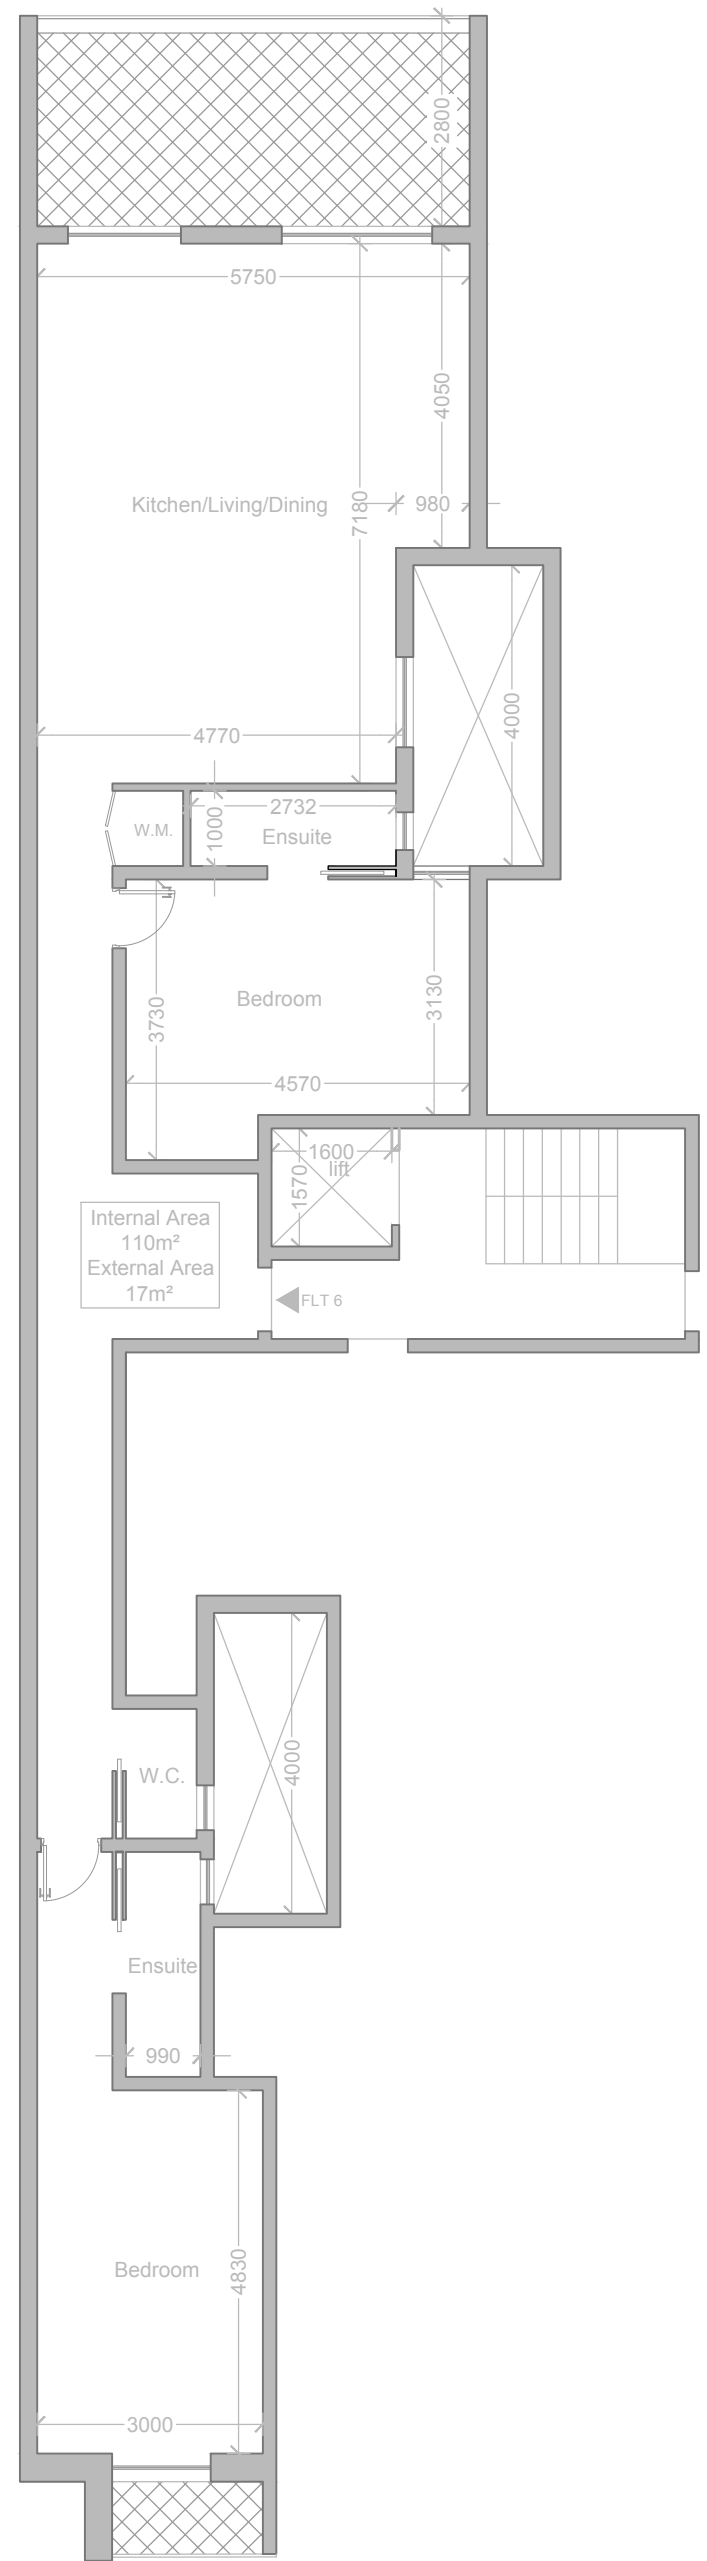 2800
5750
4050
Kitchen/Living/Dining
7180
980
4000
4770
2732
1000
Ensuite
W.M.
Bedroom
3130
3730
4570
1600
lift
1570
Internal Area
110m²
External Area
17m²
FLT 6
4000
W.C.
Ensuite
990
Bedroom
4830
3000